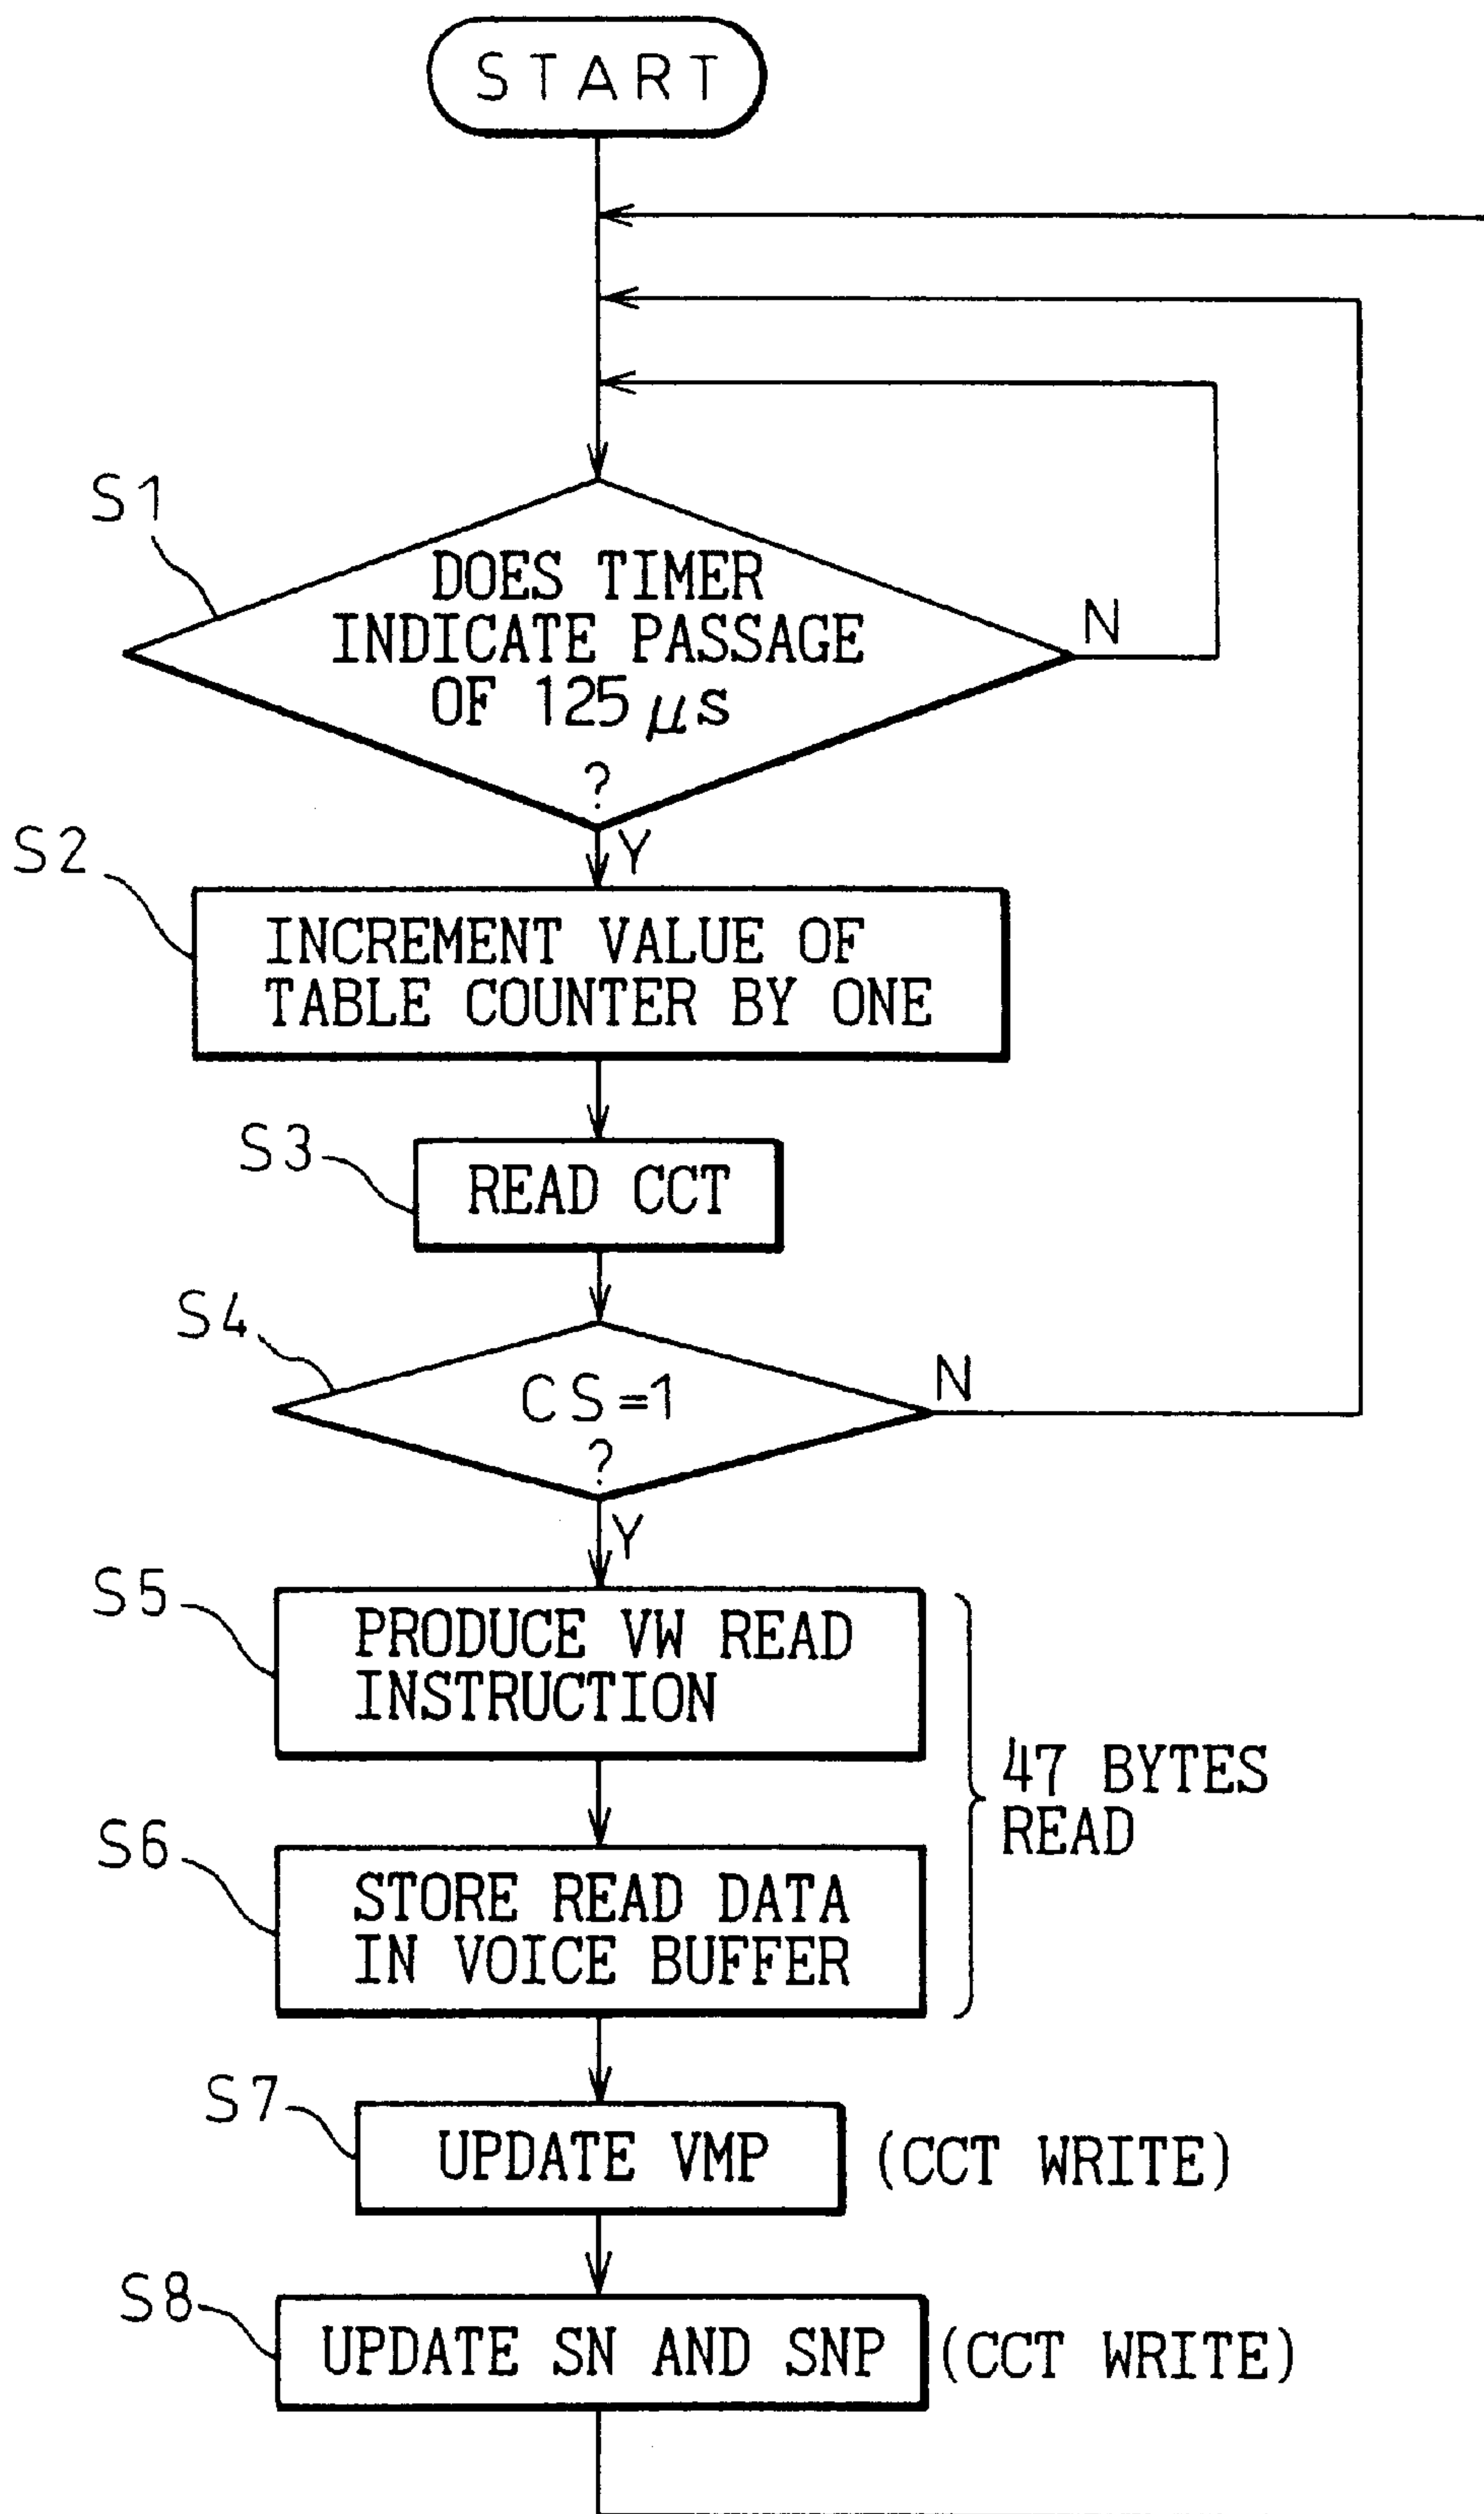 START
S1
DOES TIMER
INDICATE PASSAGE
OF 125 μs
?
N
Y
S2
INCREMENT VALUE OF
TABLE COUNTER BY ONE
S3
READ CCT
S4
CS=1
?
N
Y
S5
PRODUCE VW READ
INSTRUCTION
47 BYTES
READ
S6
STORE READ DATA
IN VOICE BUFFER
S7
UPDATE VMP
(CCT WRITE)
S8
UPDATE SN AND SNP
(CCT WRITE)